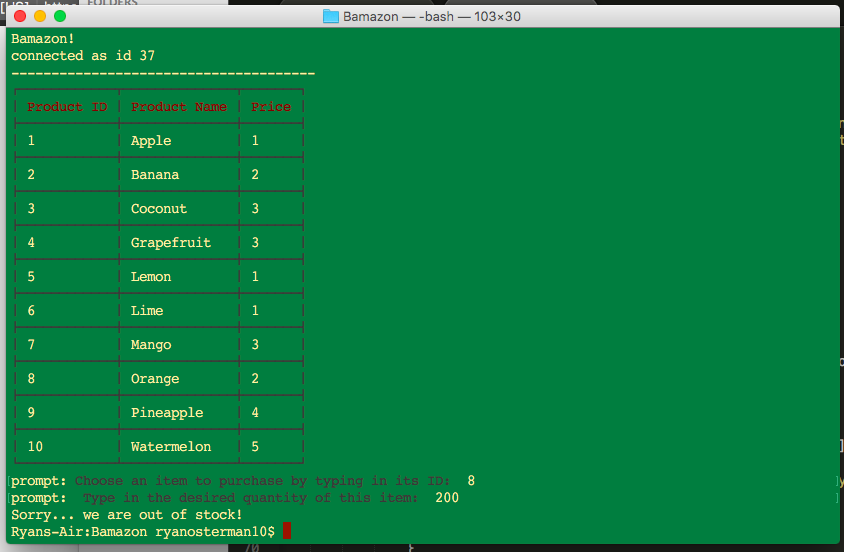 FOLDERS
Bamazon — -bash — 103×30
Bamazon!
connected as id 37
--------------------------------------
Product ID | Product Name | Price
1 | Apple | 1
2 | Banana | 2
3 | Coconut | 3
4 | Grapefruit | 3
5 | Lemon | 1
6 | Lime | 1
7 | Mango | 3
8 | Orange | 2
9 | Pineapple | 4
10 | Watermelon | 5
[prompt: Choose an item to purchase by typing in its ID:  8 ]
[prompt:  Type in the desired quantity of this item:  200 ]
Sorry... we are out of stock!
Ryans-Air:Bamazon ryanosterman10$
70 }